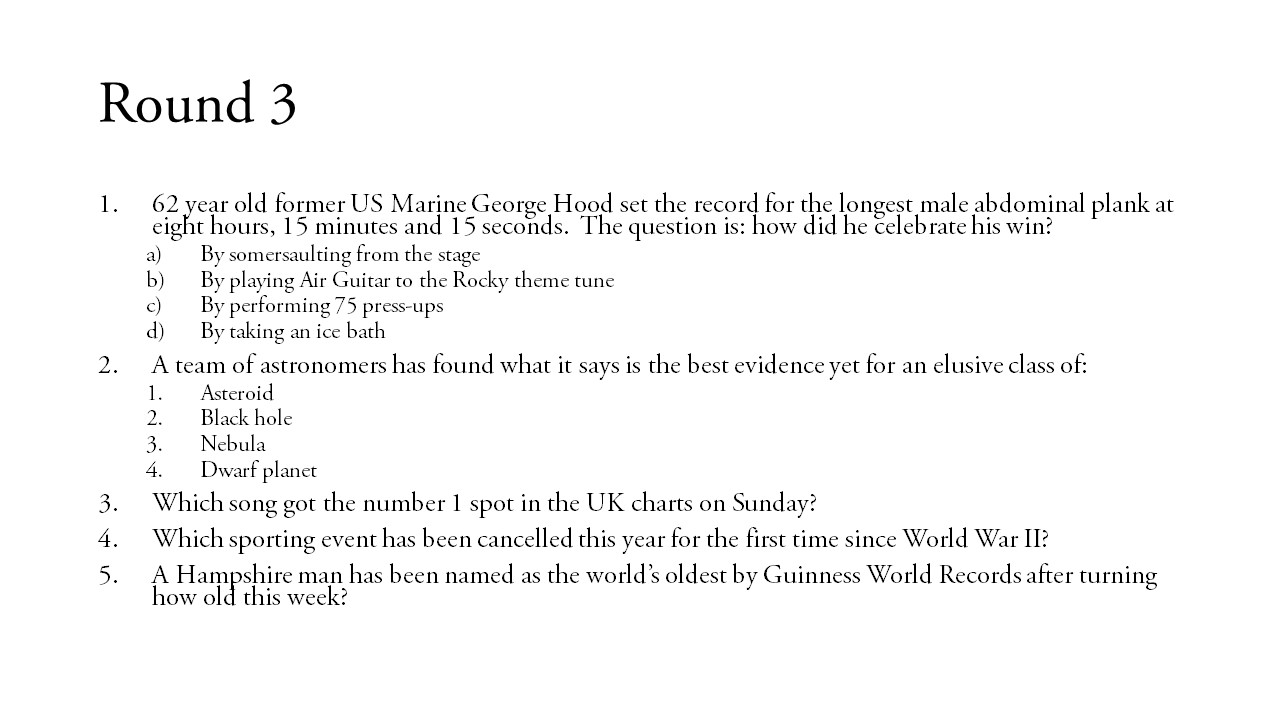 Round 3
1. 62 year old former US Marine George Hood set the record for the longest male abdominal plank at
eight hours, 15 minutes and 15 seconds. The question is: how did he celebrate his win?
a) By somersaulting from the stage
b) By playing Air Guitar to the Rocky theme tune
c) By performing 75 press-ups
d) By taking an ice bath
2. A team of astronomers has found what it says is the best evidence yet for an elusive class of:
1. Asteroid
2. Black hole
3. Nebula
4. Dwarf planet
3. Which song got the number 1 spot in the UK charts on Sunday?
4. Which sporting event has been cancelled this year for the first time since World War II?
5. A Hampshire man has been named as the world’s oldest by Guinness World Records after turning
how old this week?